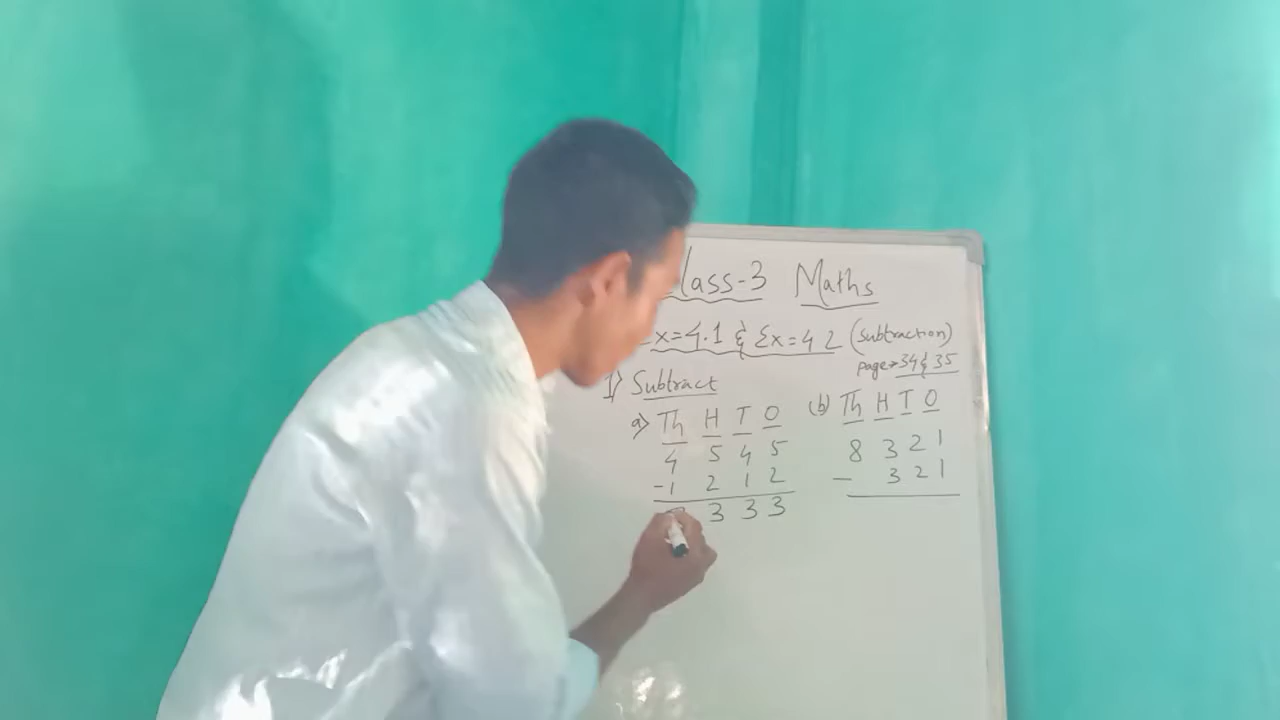 lass-3 Maths
x=4.1 & Ex=4 2 (Subtraction)
page→34 & 35
1) Subtract
a) Th H T O
4 5 4 5
-1 2 1 2
3 3 3
(b) Th H T O
8 3 2 1
- 3 2 1